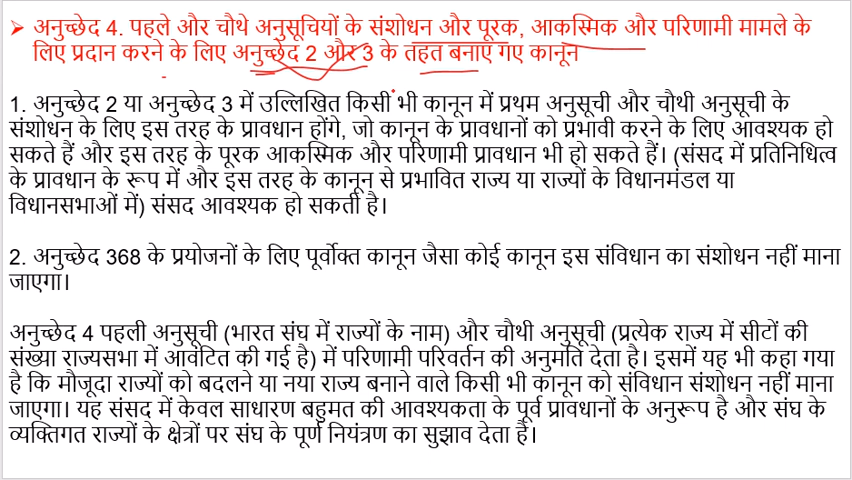 ➢ अनुच्छेद 4. पहले और चौथे अनुसूचियों के संशोधन और पूरक, आकस्मिक और परिणामी मामले के
लिए प्रदान करने के लिए अनुच्छेद 2 और 3 के तहत बनाए गए कानून
1. अनुच्छेद 2 या अनुच्छेद 3 में उल्लिखित किसी भी कानून में प्रथम अनुसूची और चौथी अनुसूची के
संशोधन के लिए इस तरह के प्रावधान होंगे, जो कानून के प्रावधानों को प्रभावी करने के लिए आवश्यक हो
सकते हैं और इस तरह के पूरक आकस्मिक और परिणामी प्रावधान भी हो सकते हैं। (संसद में प्रतिनिधित्व
के प्रावधान के रूप में और इस तरह के कानून से प्रभावित राज्य या राज्यों के विधानमंडल या
विधानसभाओं में) संसद आवश्यक हो सकती है।
2. अनुच्छेद 368 के प्रयोजनों के लिए पूर्वोक्त कानून जैसा कोई कानून इस संविधान का संशोधन नहीं माना
जाएगा।
अनुच्छेद 4 पहली अनुसूची (भारत संघ में राज्यों के नाम) और चौथी अनुसूची (प्रत्येक राज्य में सीटों की
संख्या राज्यसभा में आवंटित की गई है) में परिणामी परिवर्तन की अनुमति देता है। इसमें यह भी कहा गया
है कि मौजूदा राज्यों को बदलने या नया राज्य बनाने वाले किसी भी कानून को संविधान संशोधन नहीं माना
जाएगा। यह संसद में केवल साधारण बहुमत की आवश्यकता के पूर्व प्रावधानों के अनुरूप है और संघ के
व्यक्तिगत राज्यों के क्षेत्रों पर संघ के पूर्ण नियंत्रण का सुझाव देता है।